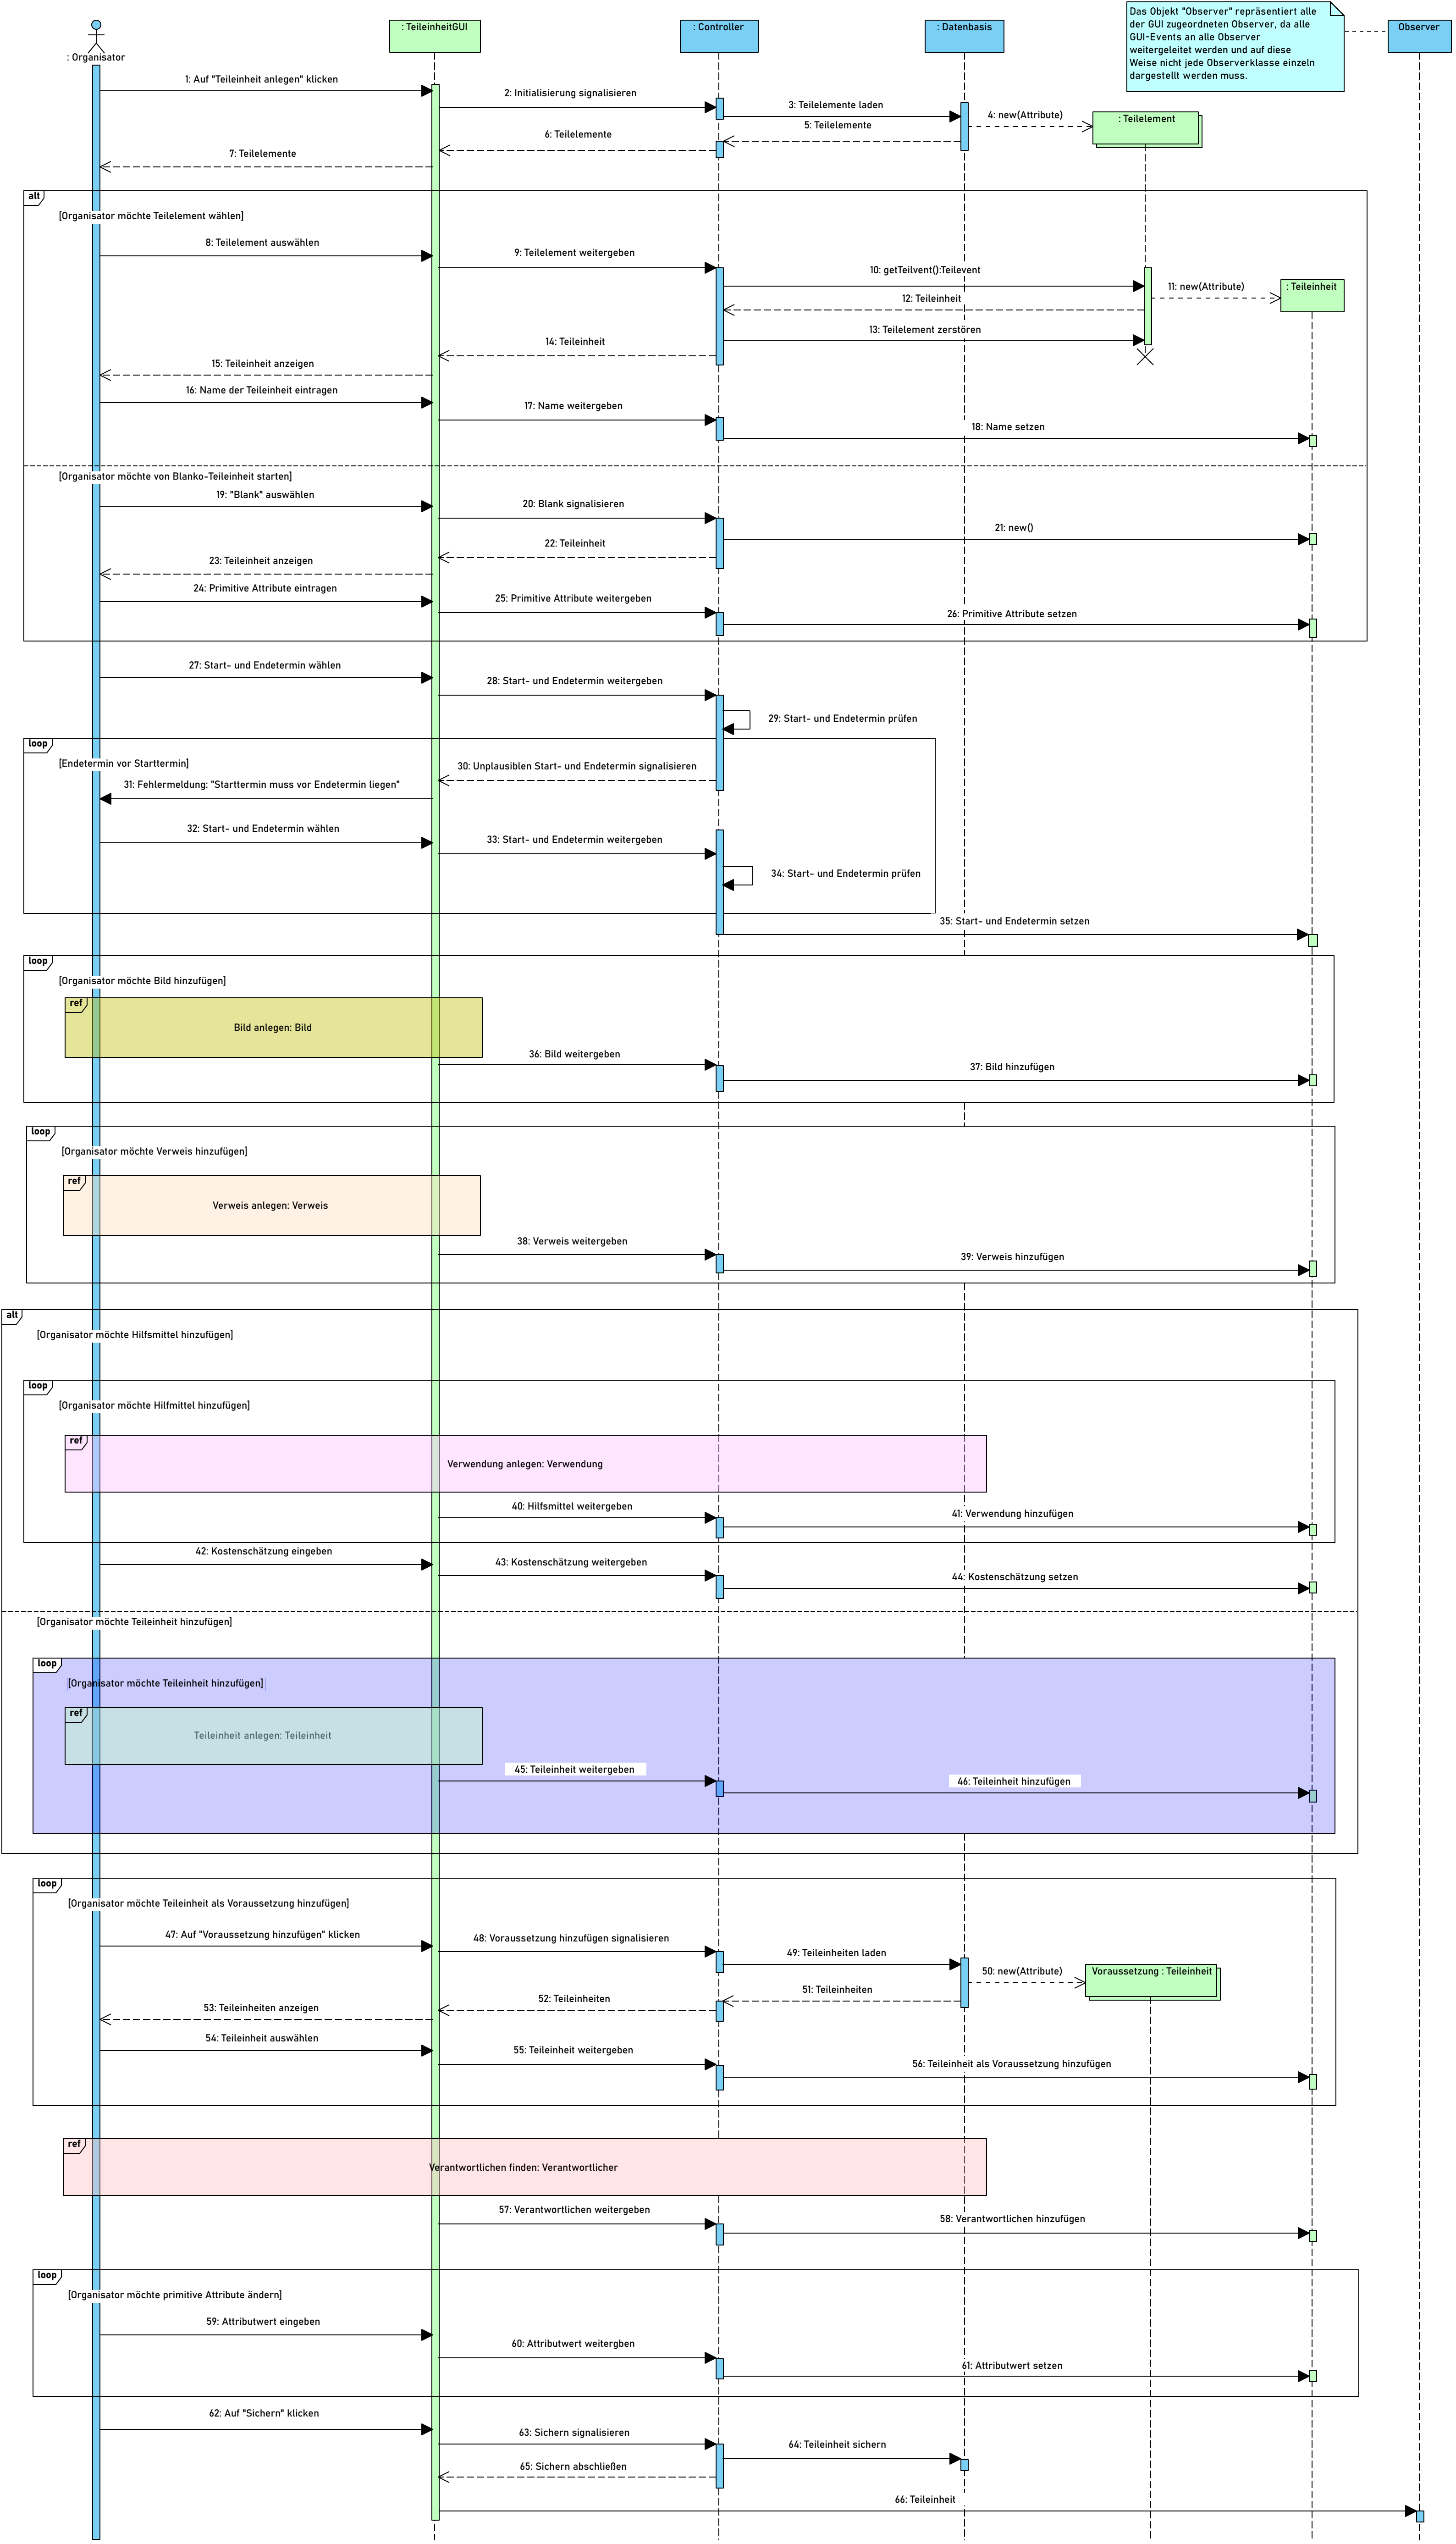 : Organisator
: TeileinheitGUI
: Controller
: Datenbasis
Das Objekt "Observer" repräsentiert alle
der GUI zugeordneten Observer, da alle
GUI-Events an alle Observer
weitergeleitet werden und auf diese
Weise nicht jede Observerklasse einzeln
dargestellt werden muss.
Observer
1: Auf "Teileinheit anlegen" klicken
2: Initialisierung signalisieren
3: Teilelemente laden
4: new(Attribute)
: Teilelement
5: Teilelemente
6: Teilelemente
7: Teilelemente
alt
[Organisator möchte Teilelement wählen]
8: Teilelement auswählen
9: Teilelement weitergeben
10: getTeilvent():Teilevent
11: new(Attribute)
: Teileinheit
12: Teileinheit
13: Teilelement zerstören
14: Teileinheit
15: Teileinheit anzeigen
16: Name der Teileinheit eintragen
17: Name weitergeben
18: Name setzen
[Organisator möchte von Blanko-Teileinheit starten]
19: "Blank" auswählen
20: Blank signalisieren
21: new()
22: Teileinheit
23: Teileinheit anzeigen
24: Primitive Attribute eintragen
25: Primitive Attribute weitergeben
26: Primitive Attribute setzen
27: Start- und Endetermin wählen
28: Start- und Endetermin weitergeben
29: Start- und Endetermin prüfen
loop
[Endetermin vor Starttermin]
30: Unplausiblen Start- und Endetermin signalisieren
31: Fehlermeldung: "Starttermin muss vor Endetermin liegen"
32: Start- und Endetermin wählen
33: Start- und Endetermin weitergeben
34: Start- und Endetermin prüfen
35: Start- und Endetermin setzen
loop
[Organisator möchte Bild hinzufügen]
ref
Bild anlegen: Bild
36: Bild weitergeben
37: Bild hinzufügen
loop
[Organisator möchte Verweis hinzufügen]
ref
Verweis anlegen: Verweis
38: Verweis weitergeben
39: Verweis hinzufügen
alt
[Organisator möchte Hilfsmittel hinzufügen]
loop
[Organisator möchte Hilfmittel hinzufügen]
ref
Verwendung anlegen: Verwendung
40: Hilfsmittel weitergeben
41: Verwendung hinzufügen
42: Kostenschätzung eingeben
43: Kostenschätzung weitergeben
44: Kostenschätzung setzen
[Organisator möchte Teileinheit hinzufügen]
loop
[Organisator möchte Teileinheit hinzufügen]
ref
Teileinheit anlegen: Teileinheit
45: Teileinheit weitergeben
46: Teileinheit hinzufügen
loop
[Organisator möchte Teileinheit als Voraussetzung hinzufügen]
47: Auf "Voraussetzung hinzufügen" klicken
48: Voraussetzung hinzufügen signalisieren
49: Teileinheiten laden
50: new(Attribute)
Voraussetzung : Teileinheit
51: Teileinheiten
52: Teileinheiten
53: Teileinheiten anzeigen
54: Teileinheit auswählen
55: Teileinheit weitergeben
56: Teileinheit als Voraussetzung hinzufügen
ref
Verantwortlichen finden: Verantwortlicher
57: Verantwortlichen weitergeben
58: Verantwortlichen hinzufügen
loop
[Organisator möchte primitive Attribute ändern]
59: Attributwert eingeben
60: Attributwert weitergben
61: Attributwert setzen
62: Auf "Sichern" klicken
63: Sichern signalisieren
64: Teileinheit sichern
65: Sichern abschließen
66: Teileinheit